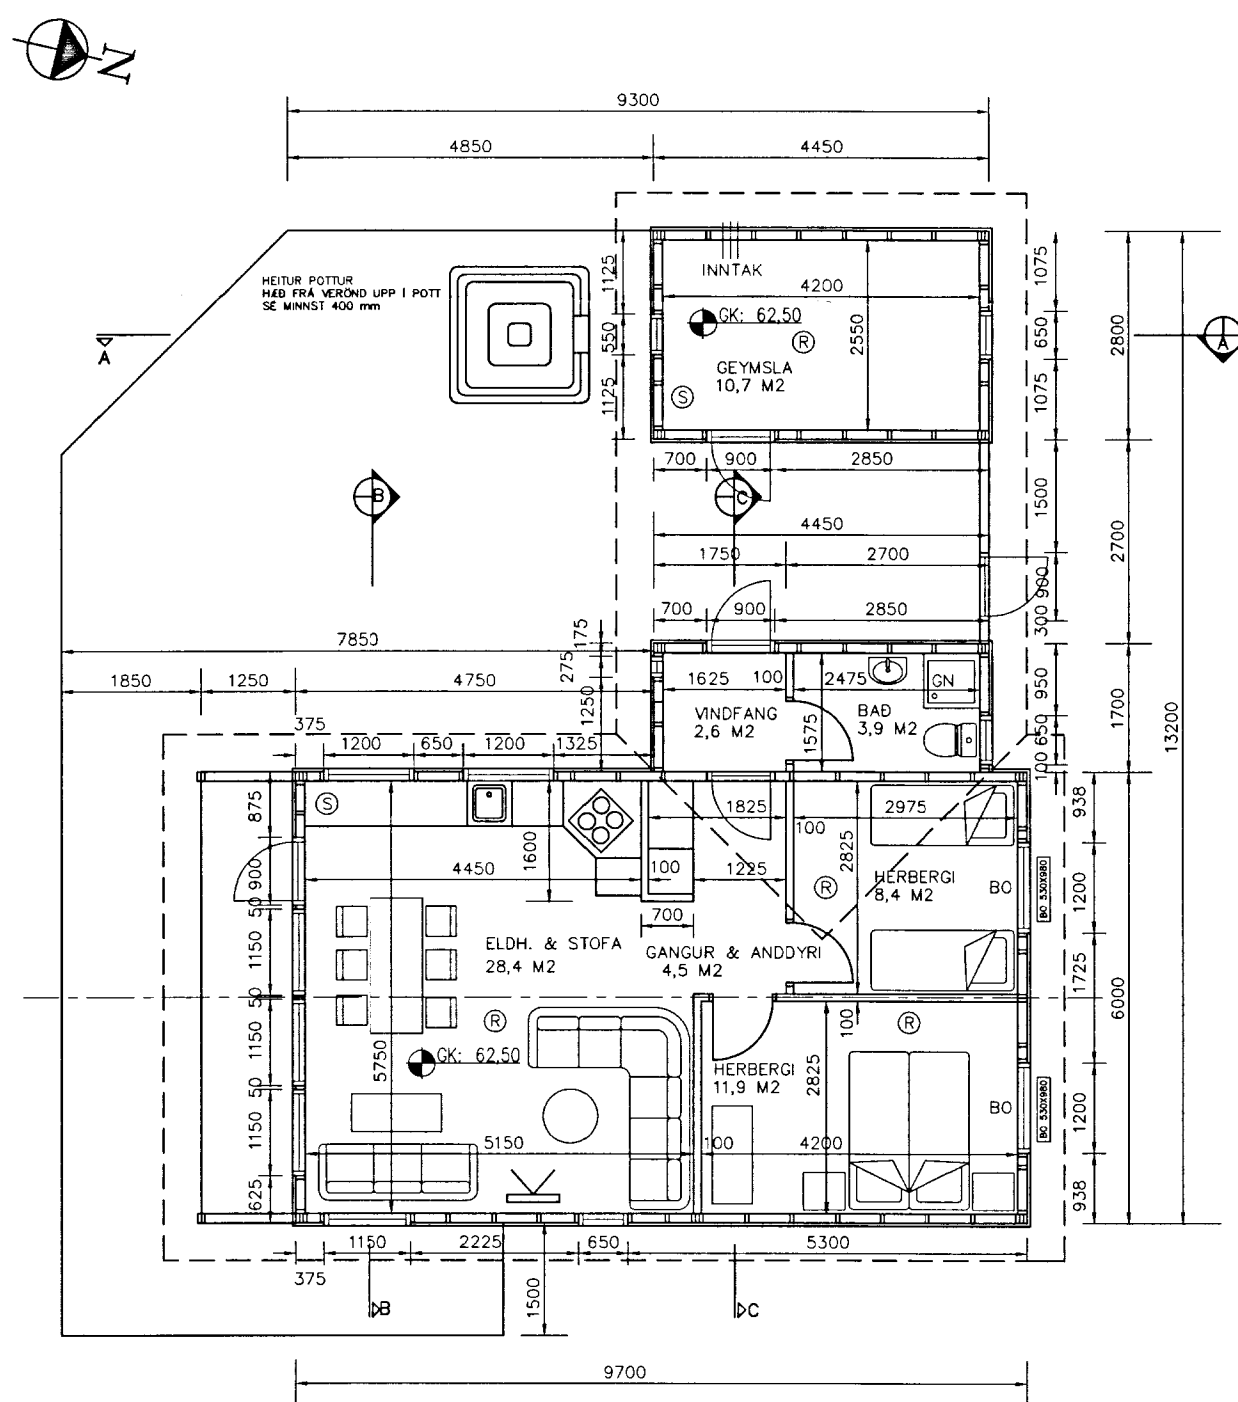 N
9300
4850 4450
HEITUR POTTUR
HÆÐ FRÁ VERÖND UPP Í POTT
SÉ MINNST 400 mm
A
INNTAK
4200
GK: 62,50
R
2550
GEYMSLA
10,7 M2
S
1125
550
1125
1075
650
1075
2800
A
700 900 2850
B
C
4450
1750 2700
700 900 2850
1500
900
300
2700
13200
7850
175
275
1250
1850 1250 4750
375
1200 650 1200 1325
1625 100 2475 GN
VINDFANG
2,6 M2
1575
BAÐ
3,9 M2
950
650
100
1700
S
875
900
50
1150
50
1150
50
1150
625
1600
1825
100
2975
4450 100 1225
2825
HERBERGI
8,4 M2
BO
R
BO 530X980
700
ELDH. & STOFA
28,4 M2
GANGUR & ANDDYRI
4,5 M2
938
1200
1725
1200
938
6000
R
100
R
5750
GK: 62,50
HERBERGI
11,9 M2
2825
BO
BO 530X980
5150 100 4200
1150 2225 650 5300
375
1500
B
C
9700